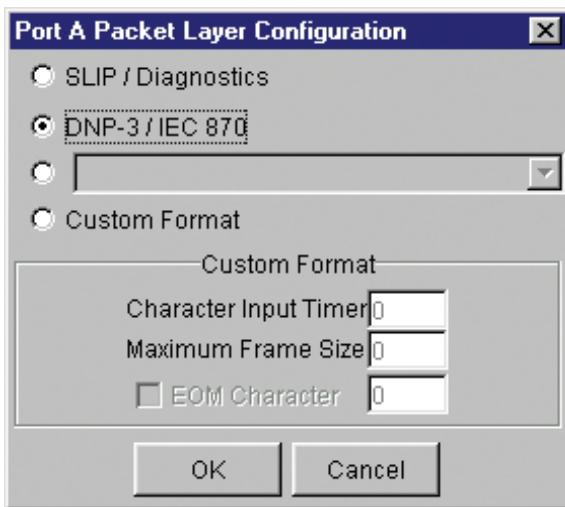 Port A Packet Layer Configuration
SLIP / Diagnostics
DNP-3 / IEC 870
Custom Format
Custom Format
Character Input Timer 0
Maximum Frame Size 0
EOM Character 0
OK Cancel